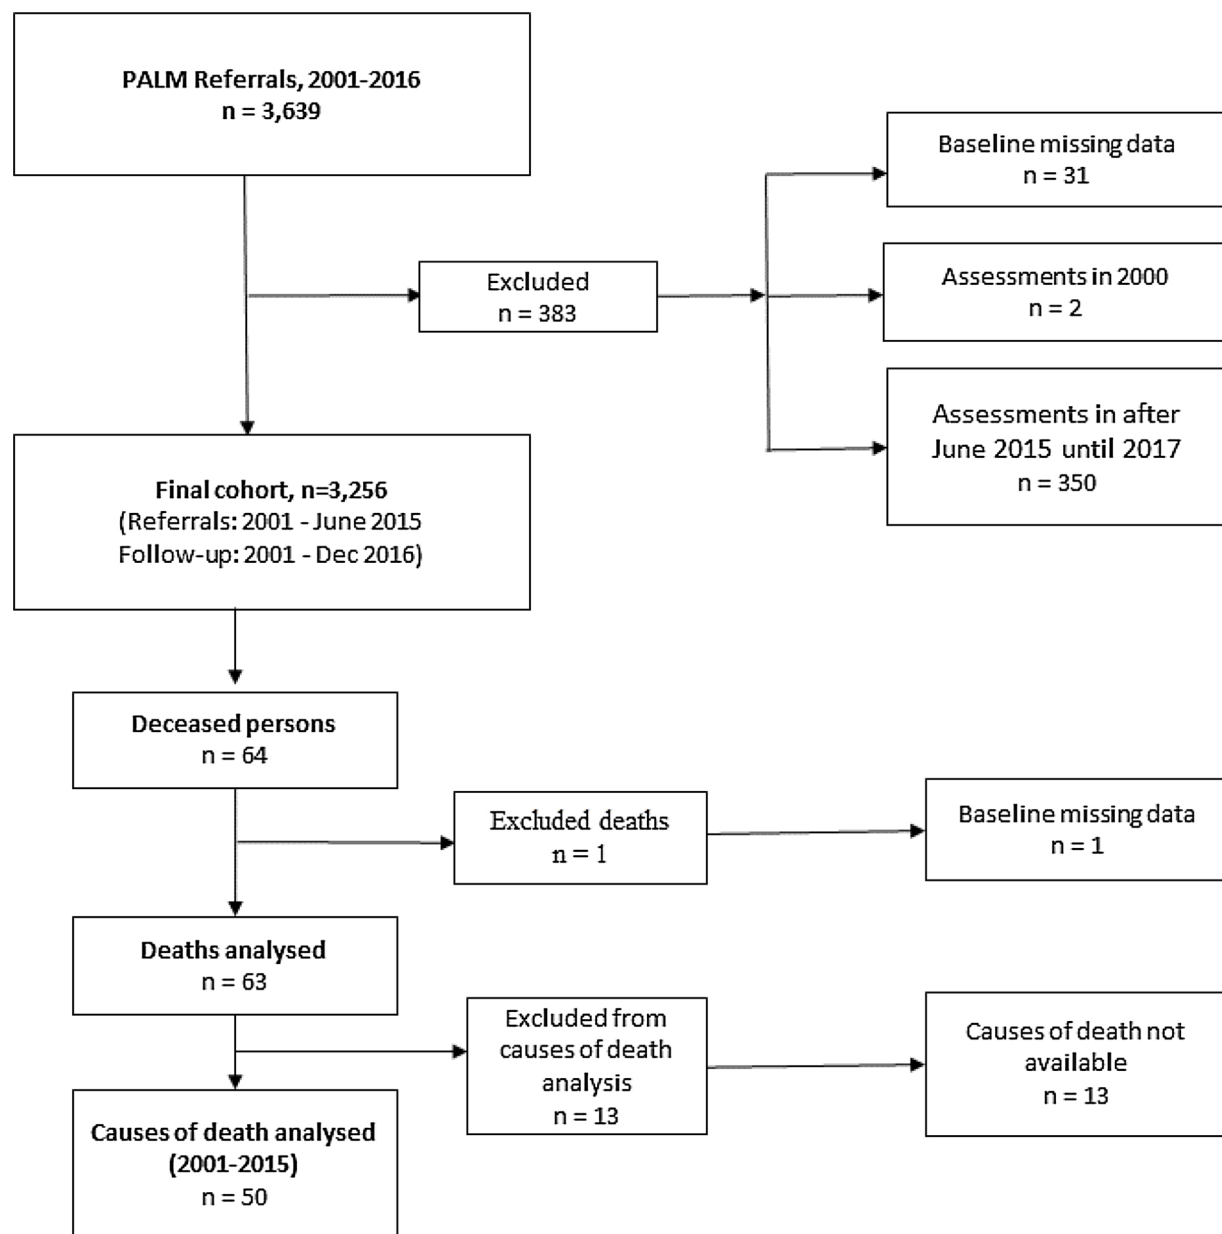 PALM Referrals, 2001-2016
n = 3,639
Baseline missing data
n = 31
Excluded
n = 383
Assessments in 2000
n = 2
Assessments in after
June 2015 until 2017
n = 350
Final cohort, n=3,256
(Referrals: 2001 - June 2015
Follow-up: 2001 - Dec 2016)
Deceased persons
n = 64
Excluded deaths
n = 1
Baseline missing data
n = 1
Deaths analysed
n = 63
Excluded from
causes of death
analysis
n = 13
Causes of death not
available
n = 13
Causes of death analysed
(2001-2015)
n = 50